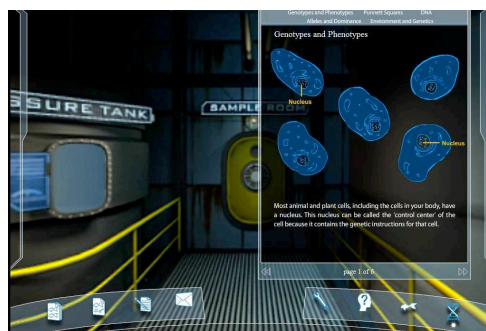 Genotypes and Phenotypes Punnett Squares DNA
Alleles and Dominance Environment and Genetics
Genotypes and Phenotypes
Nucleus
Nucleus
SSURE TANK
SAMPLE ROOM
Most animal and plant cells, including the cells in your body, have
a nucleus. This nucleus can be called the 'control center' of the
cell because it contains the genetic instructions for that cell.
page 1 of 6